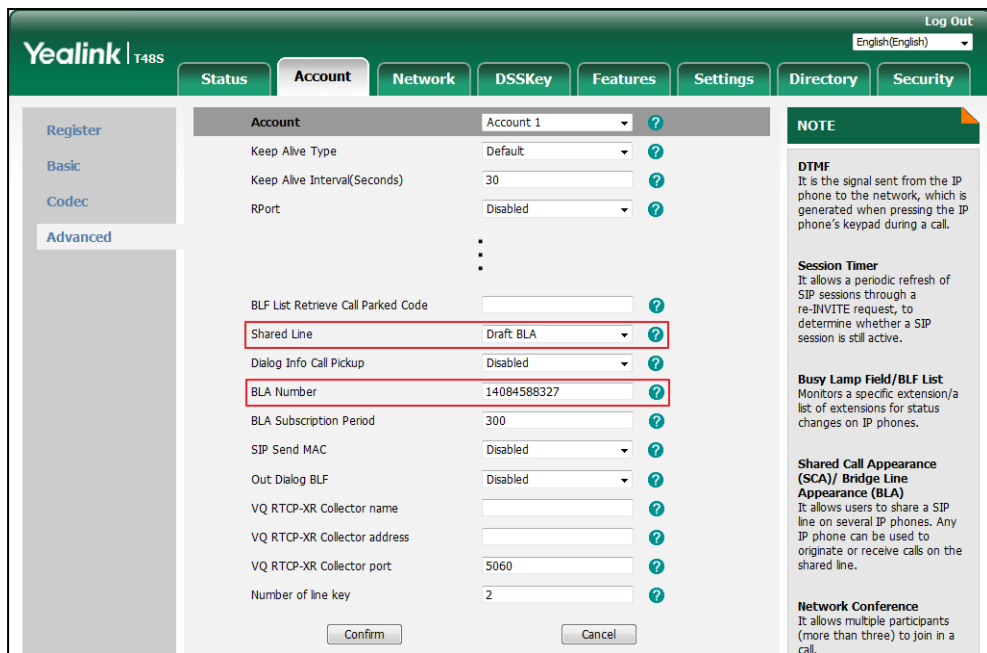 Log Out
Yealink T48S
English(English)
Status Account Network DSSKey Features Settings Directory Security
Register
Basic
Codec
Advanced
Account Account 1
Keep Alive Type Default
Keep Alive Interval(Seconds) 30
RPort Disabled
BLF List Retrieve Call Parked Code
Shared Line Draft BLA
Dialog Info Call Pickup Disabled
BLA Number 14084588327
BLA Subscription Period 300
SIP Send MAC Disabled
Out Dialog BLF Disabled
VQ RTCP-XR Collector name
VQ RTCP-XR Collector address
VQ RTCP-XR Collector port 5060
Number of line key 2
Confirm Cancel
NOTE
DTMF
It is the signal sent from the IP
phone to the network, which is
generated when pressing the IP
phone's keypad during a call.
Session Timer
It allows a periodic refresh of
SIP sessions through a
re-INVITE request, to
determine whether a SIP
session is still active.
Busy Lamp Field/BLF List
Monitors a specific extension/a
list of extensions for status
changes on IP phones.
Shared Call Appearance
(SCA)/ Bridge Line
Appearance (BLA)
It allows users to share a SIP
line on several IP phones. Any
IP phone can be used to
originate or receive calls on the
shared line.
Network Conference
It allows multiple participants
(more than three) to join in a
call.